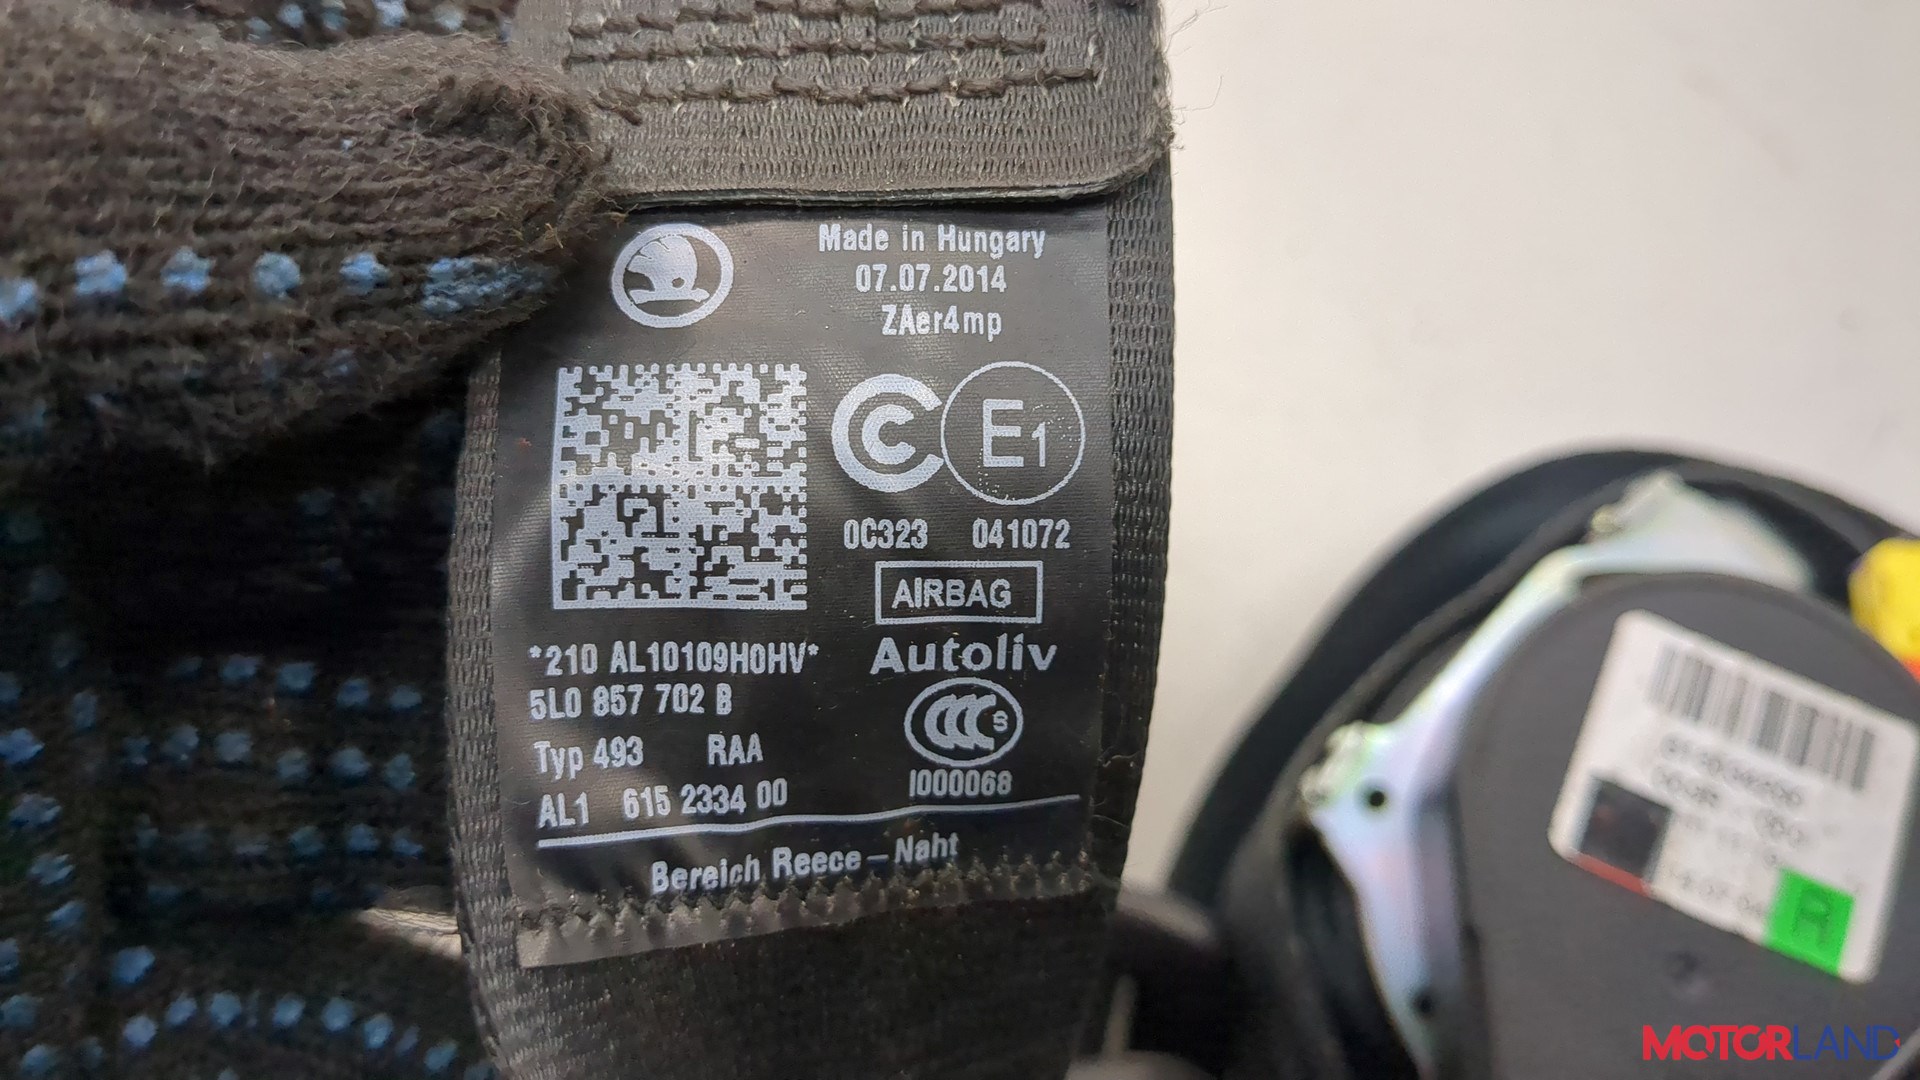 Made in Hungary
07.07.2014
ZAer4mp
E1
0C323 041072
AIRBAG
*210 AL10109H0HV*
Autoliv
5L0 857 702 B
CCC S
Typ 493 RAA
I000068
AL1 615 2334 00
Bereich Reece – Naht
R
MOTORLAND